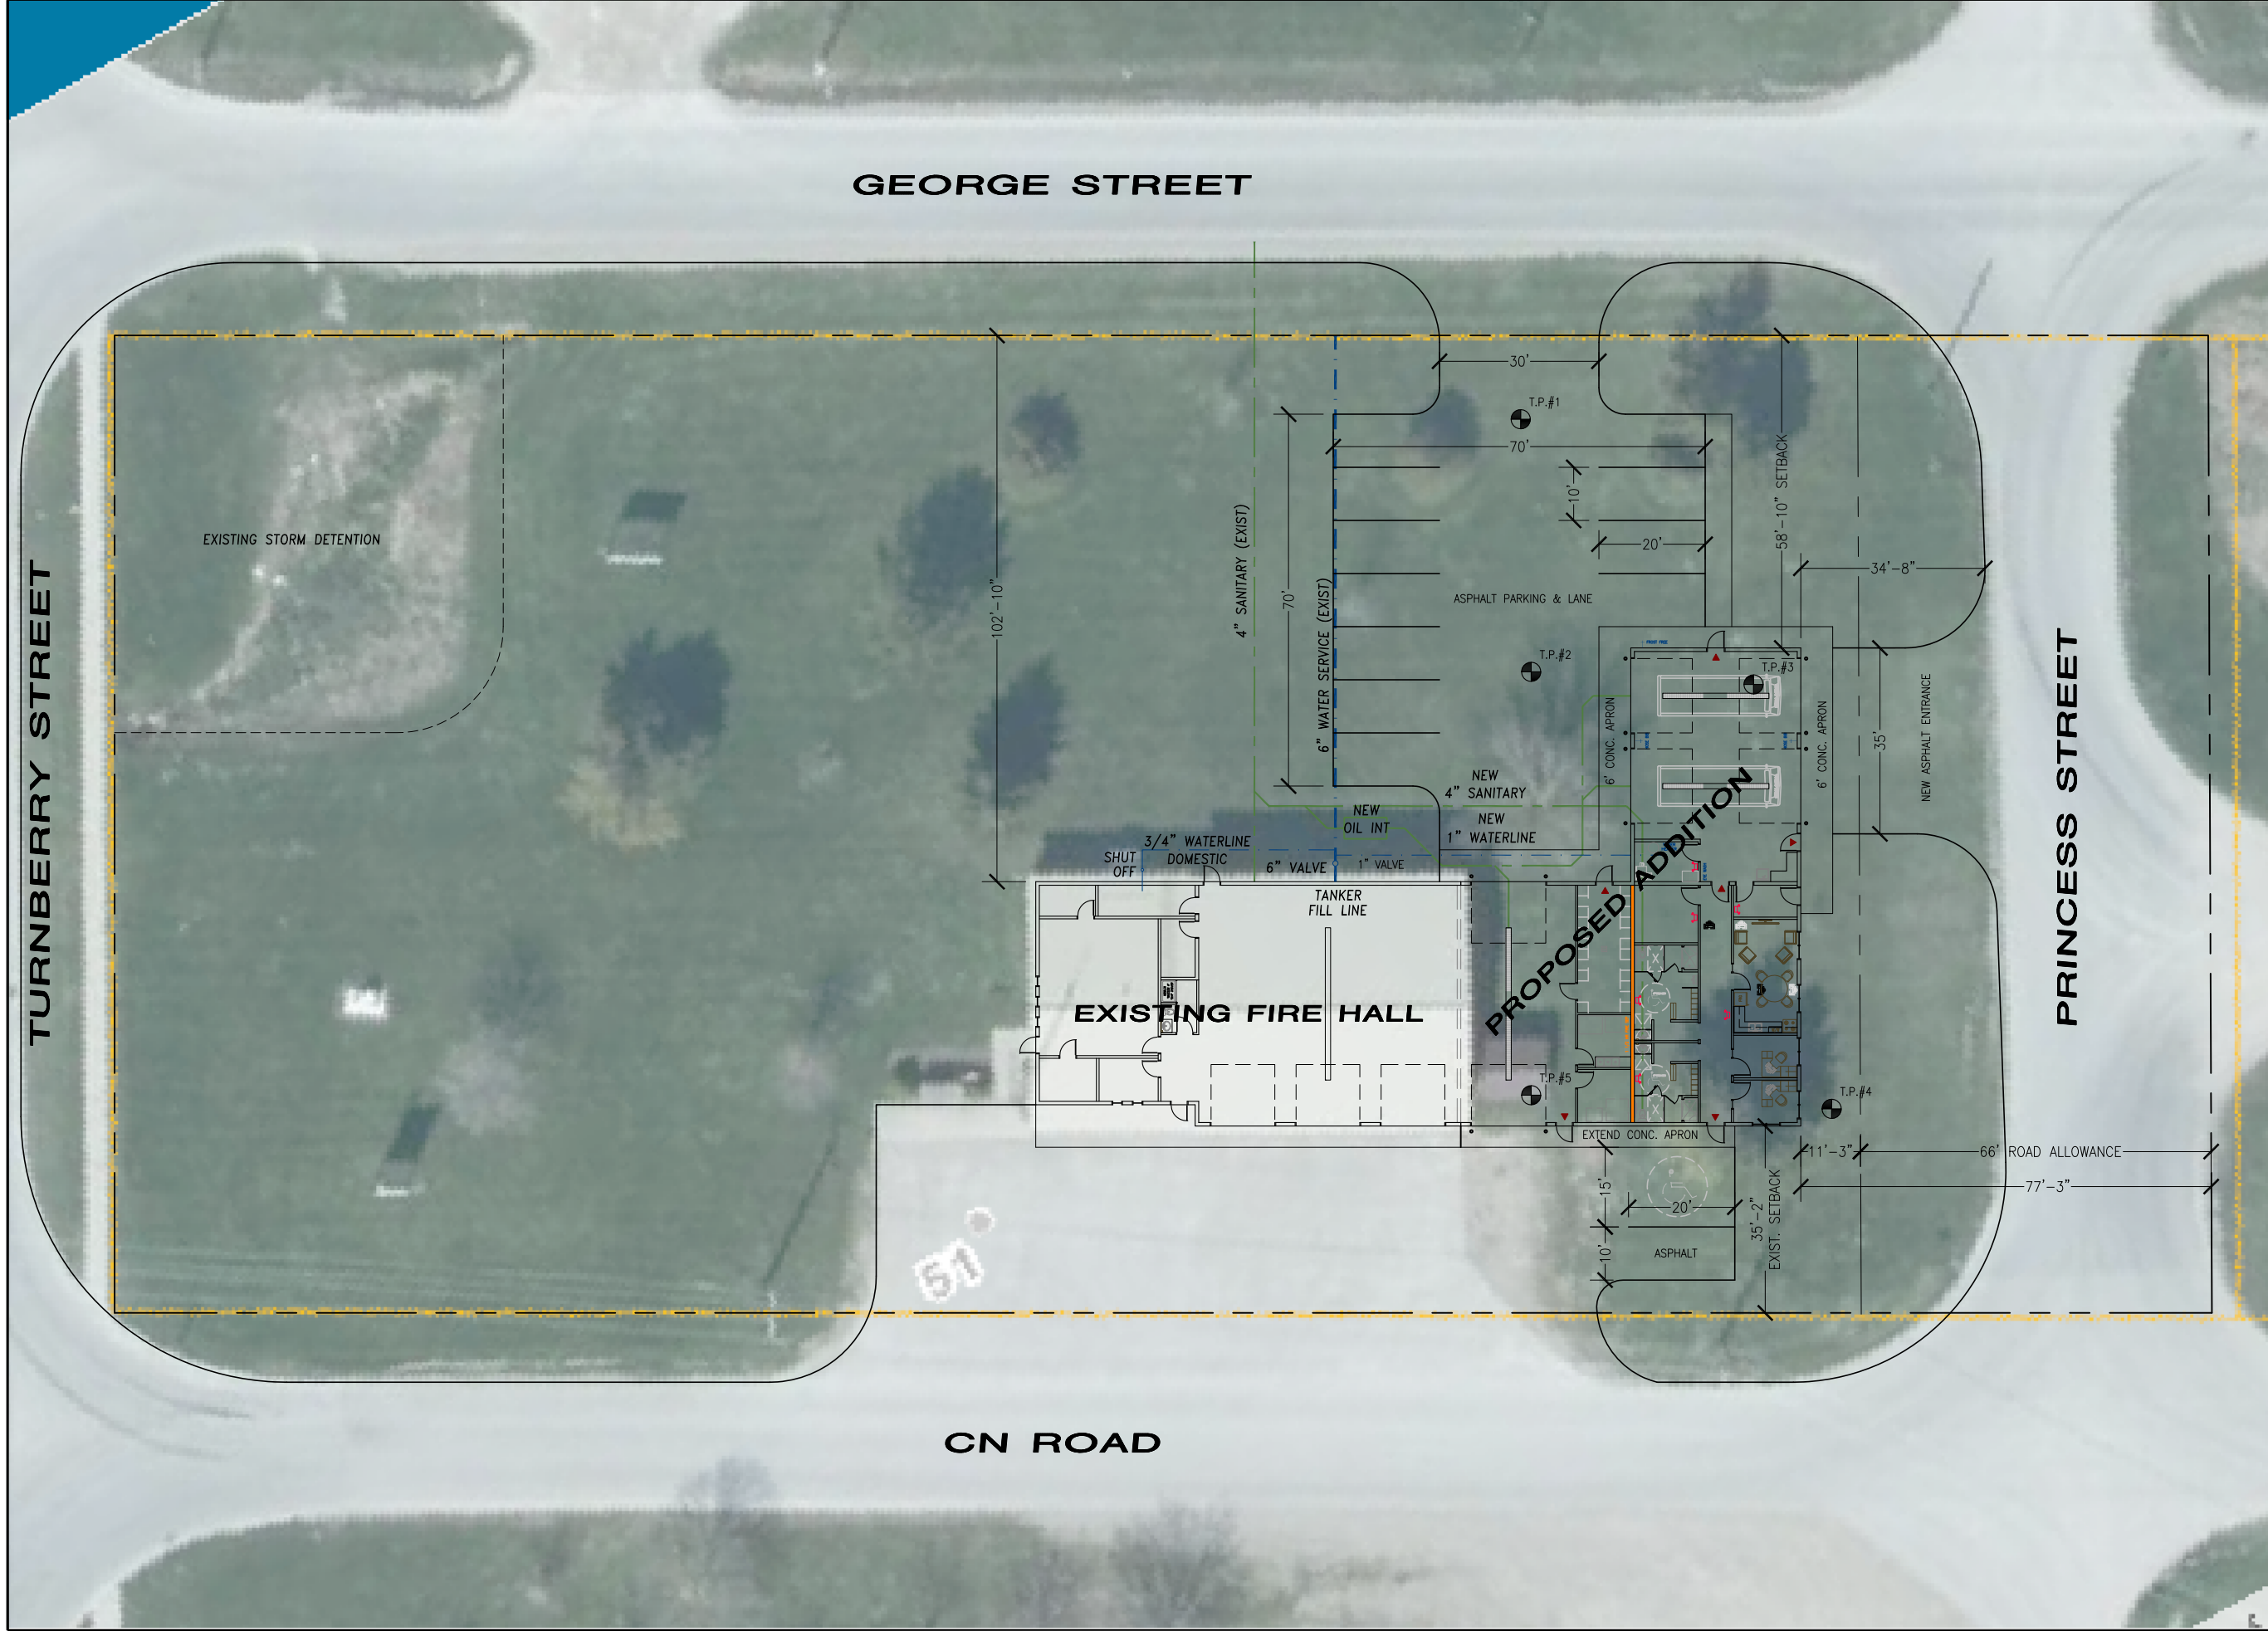 GEORGE STREET
30'
T.P.#1
70'
10'
58'-10" SETBACK
20'
34'-8"
EXISTING STORM DETENTION
4" SANITARY (EXIST)
102'-10"
70'
6" WATER SERVICE (EXIST)
ASPHALT PARKING & LANE
TURNBERRY STREET
PRINCESS STREET
T.P.#2
T.P.#3
6' CONC. APRON
6' CONC. APRON
35'
NEW ASPHALT ENTRANCE
NEW
4" SANITARY
NEW
OIL INT
NEW
1" WATERLINE
3/4" WATERLINE
DOMESTIC
SHUT
OFF
6" VALVE
1" VALVE
TANKER
FILL LINE
PROPOSED ADDITION
EXISTING FIRE HALL
T.P.#5
T.P.#4
EXTEND CONC. APRON
11'-3"
66' ROAD ALLOWANCE
77'-3"
15'
20'
35'-2"
EXIST. SETBACK
10'
ASPHALT
51
CN ROAD